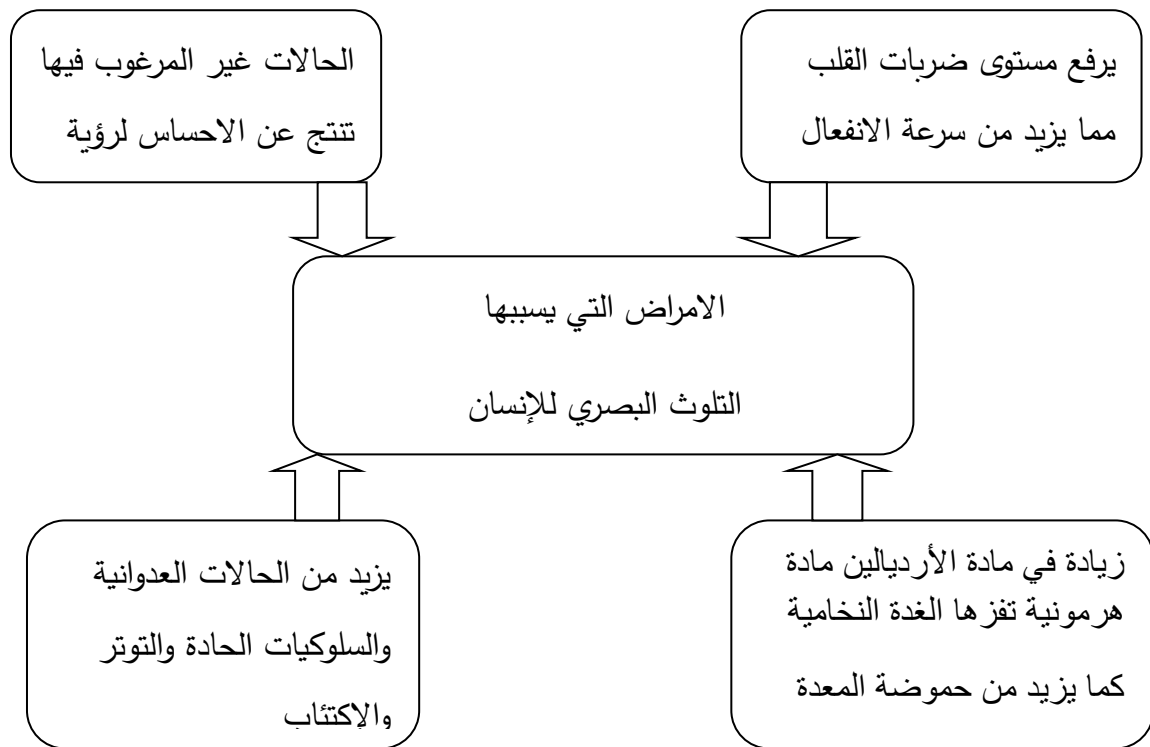 يرفع مستوى ضربات القلب
مما يزيد من سرعة الانفعال
الحالات غير المرغوب فيها
تنتج عن الاحساس لرؤية
الامراض التي يسببها
التلوث البصري للإنسان
زيادة في مادة الأرديالين مادة
هرمونية تفزها الغدة النخامية
كما يزيد من حموضة المعدة
يزيد من الحالات العدوانية
والسلوكيات الحادة والتوتر
والإكتئاب